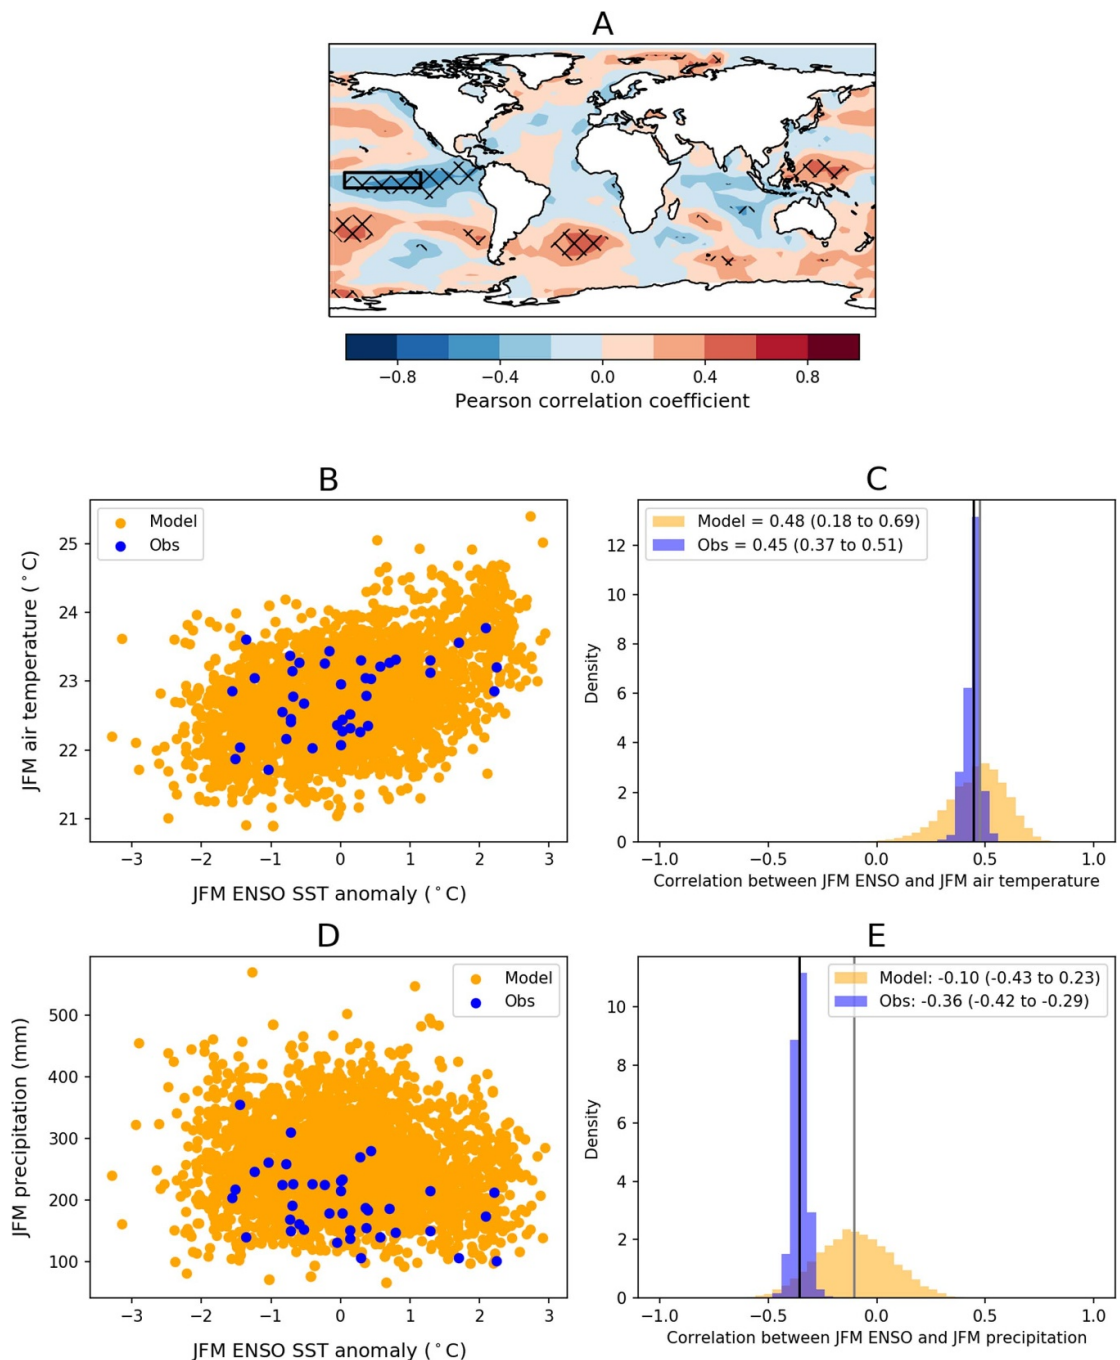 A
−0.8 −0.4 0.0 0.4 0.8
Pearson correlation coefficient
B
Model
Obs
25
24
23
22
21
JFM air temperature (°C)
−3 −2 −1 0 1 2 3
JFM ENSO SST anomaly (°C)
C
Model = 0.48 (0.18 to 0.69)
Obs = 0.45 (0.37 to 0.51)
12
10
8
6
4
2
0
Density
−1.0 −0.5 0.0 0.5 1.0
Correlation between JFM ENSO and JFM air temperature
D
Model
Obs
500
400
300
200
100
JFM precipitation (mm)
−3 −2 −1 0 1 2 3
JFM ENSO SST anomaly (°C)
E
Model: -0.10 (-0.43 to 0.23)
Obs: -0.36 (-0.42 to -0.29)
10
8
6
4
2
0
Density
−1.0 −0.5 0.0 0.5 1.0
Correlation between JFM ENSO and JFM precipitation